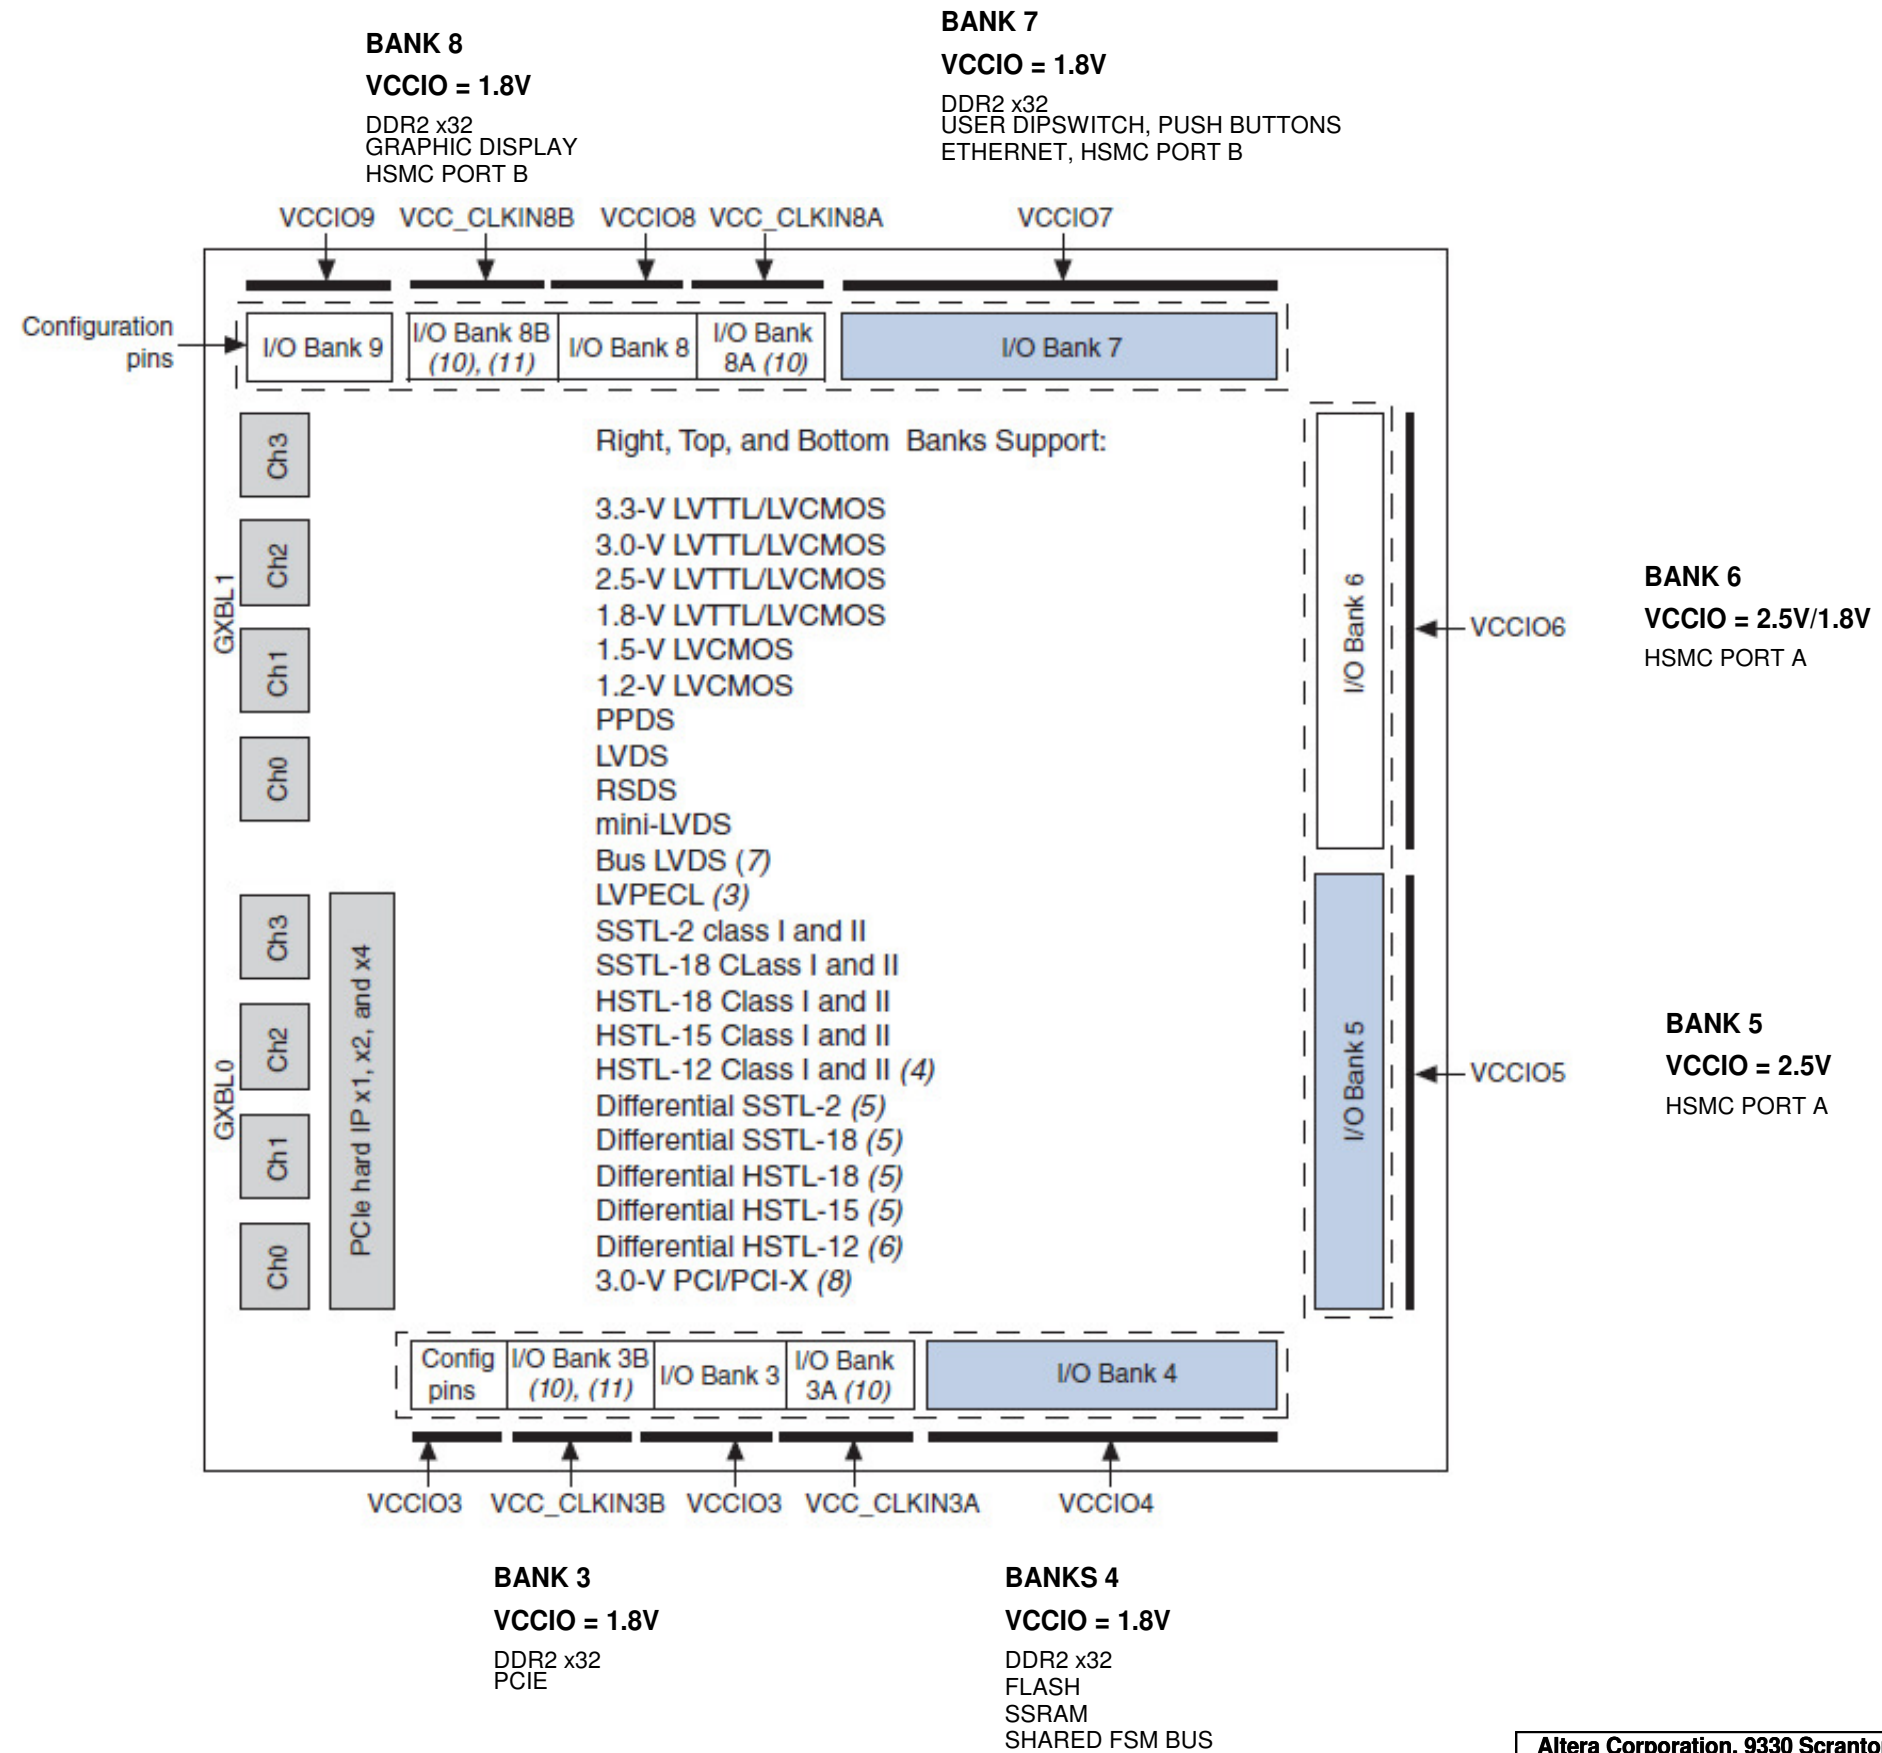 BANK 8
VCCIO = 1.8V
DDR2 x32
GRAPHIC DISPLAY
HSMC PORT B
BANK 7
VCCIO = 1.8V
DDR2 x32
USER DIPSWITCH, PUSH BUTTONS
ETHERNET, HSMC PORT B
VCCIO9
VCC_CLKIN8B
VCCIO8
VCC_CLKIN8A
VCCIO7
Configuration
pins
I/O Bank 9
I/O Bank 8B
(10), (11)
I/O Bank 8
I/O Bank
8A (10)
I/O Bank 7
Ch3
Ch2
Ch1
Ch0
GXBL1
Ch3
Ch2
Ch1
Ch0
GXBL0
PCIe hard IP x1, x2, and x4
Right, Top, and Bottom Banks Support:
3.3-V LVTTL/LVCMOS
3.0-V LVTTL/LVCMOS
2.5-V LVTTL/LVCMOS
1.8-V LVTTL/LVCMOS
1.5-V LVCMOS
1.2-V LVCMOS
PPDS
LVDS
RSDS
mini-LVDS
Bus LVDS (7)
LVPECL (3)
SSTL-2 class I and II
SSTL-18 CLass I and II
HSTL-18 Class I and II
HSTL-15 Class I and II
HSTL-12 Class I and II (4)
Differential SSTL-2 (5)
Differential SSTL-18 (5)
Differential HSTL-18 (5)
Differential HSTL-15 (5)
Differential HSTL-12 (6)
3.0-V PCI/PCI-X (8)
I/O Bank 6
VCCIO6
BANK 6
VCCIO = 2.5V/1.8V
HSMC PORT A
I/O Bank 5
VCCIO5
BANK 5
VCCIO = 2.5V
HSMC PORT A
Config
pins
I/O Bank 3B
(10), (11)
I/O Bank 3
I/O Bank
3A (10)
I/O Bank 4
VCCIO3
VCC_CLKIN3B
VCCIO3
VCC_CLKIN3A
VCCIO4
BANK 3
VCCIO = 1.8V
DDR2 x32
PCIE
BANKS 4
VCCIO = 1.8V
DDR2 x32
FLASH
SSRAM
SHARED FSM BUS
Altera Corporation, 9330